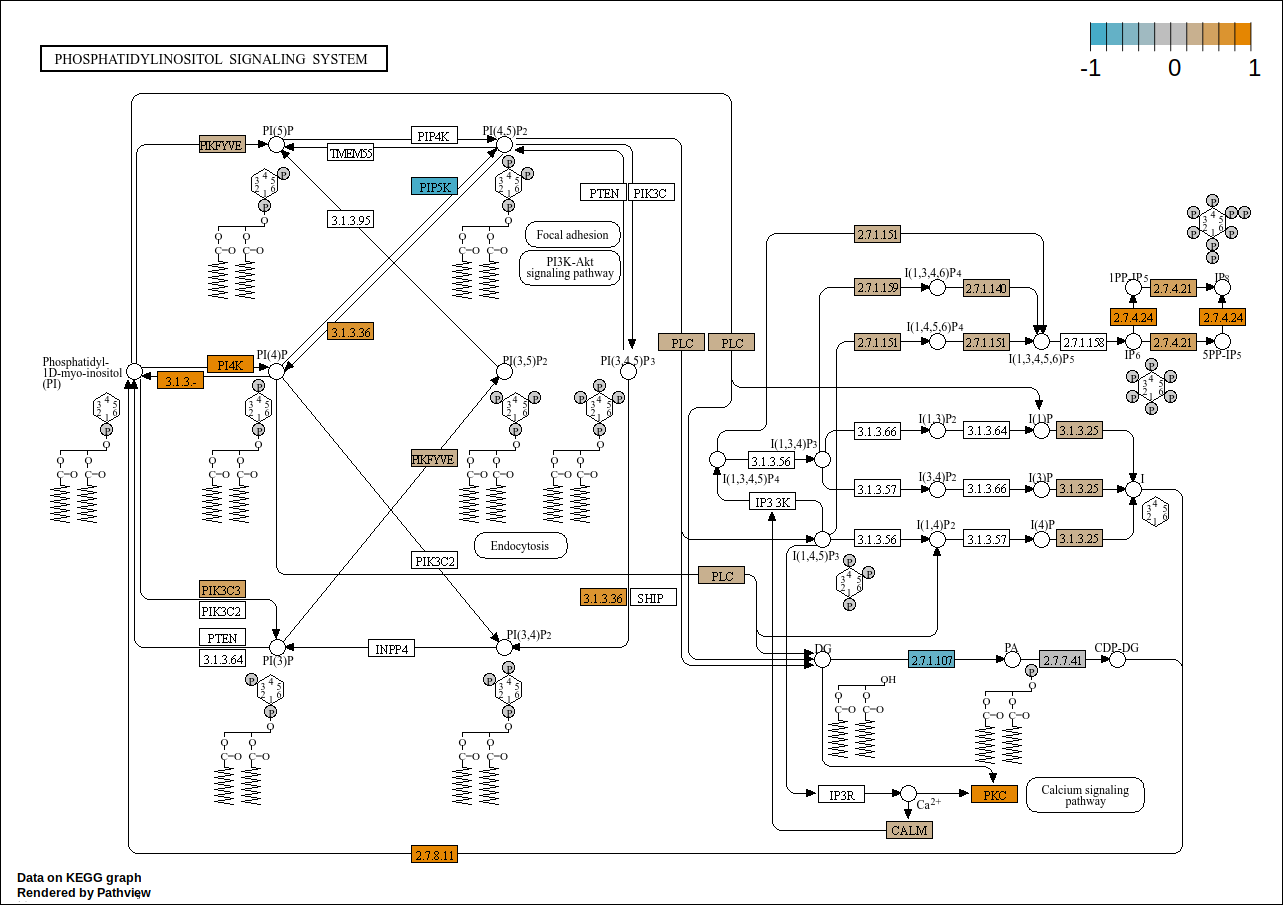 PHOSPHATIDYLINOSITOL SIGNALING SYSTEM
-1 0 1
PI(5)P
PIKFYVE
PIP4K
TMEM55
PI(4,5)P2
PIP5K
PTEN
PIK3C
3.1.3.95
Focal adhesion
PI3K-Akt
signaling pathway
2.7.1.151
2.7.1.159
I(1,3,4,6)P4
2.7.1.140
1PP-IP5
2.7.4.21
IP8
2.7.4.24
2.7.4.24
3.1.3.36
PLC
PLC
2.7.1.151
I(1,4,5,6)P4
2.7.1.151
I(1,3,4,5,6)P5
2.7.1.158
IP6
2.7.4.21
5PP-IP5
Phosphatidyl-
1D-myo-inositol
(PI)
PI4K
3.1.3.-
PI(4)P
PI(3,5)P2
PI(3,4,5)P3
3.1.3.66
I(1,3)P2
3.1.3.64
I(1)P
3.1.3.25
I(1,3,4)P3
3.1.3.56
I(1,3,4,5)P4
PIKFYVE
3.1.3.57
I(3,4)P2
3.1.3.66
I(3)P
3.1.3.25
I
IP3 3K
3.1.3.56
I(1,4)P2
3.1.3.57
I(4)P
3.1.3.25
I(1,4,5)P3
Endocytosis
PIK3C2
PLC
PIK3C3
PIK3C2
3.1.3.36
SHIP
PTEN
3.1.3.64
PI(3)P
INPP4
PI(3,4)P2
DG
2.7.1.107
PA
2.7.7.41
CDP-DG
OH
IP3R
Ca2+
PKC
Calcium signaling
pathway
CALM
2.7.8.11
Data on KEGG graph
Rendered by Pathview